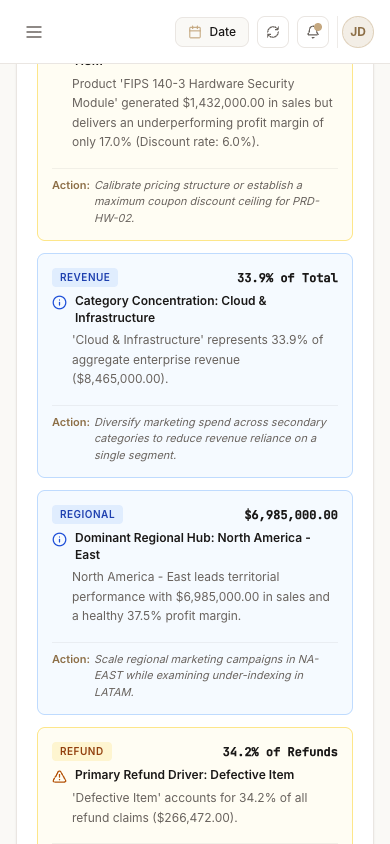 Date
JD
Product 'FIPS 140-3 Hardware Security
Module' generated $1,432,000.00 in sales but
delivers an underperforming profit margin of
only 17.0% (Discount rate: 6.0%).
Action: Calibrate pricing structure or establish a
maximum coupon discount ceiling for PRD-
HW-02.
REVENUE
33.9% of Total
Category Concentration: Cloud &
Infrastructure
'Cloud & Infrastructure' represents 33.9% of
aggregate enterprise revenue
($8,465,000.00).
Action: Diversify marketing spend across secondary
categories to reduce revenue reliance on a
single segment.
REGIONAL
$6,985,000.00
Dominant Regional Hub: North America -
East
North America - East leads territorial
performance with $6,985,000.00 in sales and
a healthy 37.5% profit margin.
Action: Scale regional marketing campaigns in NA-
EAST while examining under-indexing in
LATAM.
REFUND
34.2% of Refunds
Primary Refund Driver: Defective Item
'Defective Item' accounts for 34.2% of all
refund claims ($266,472.00).